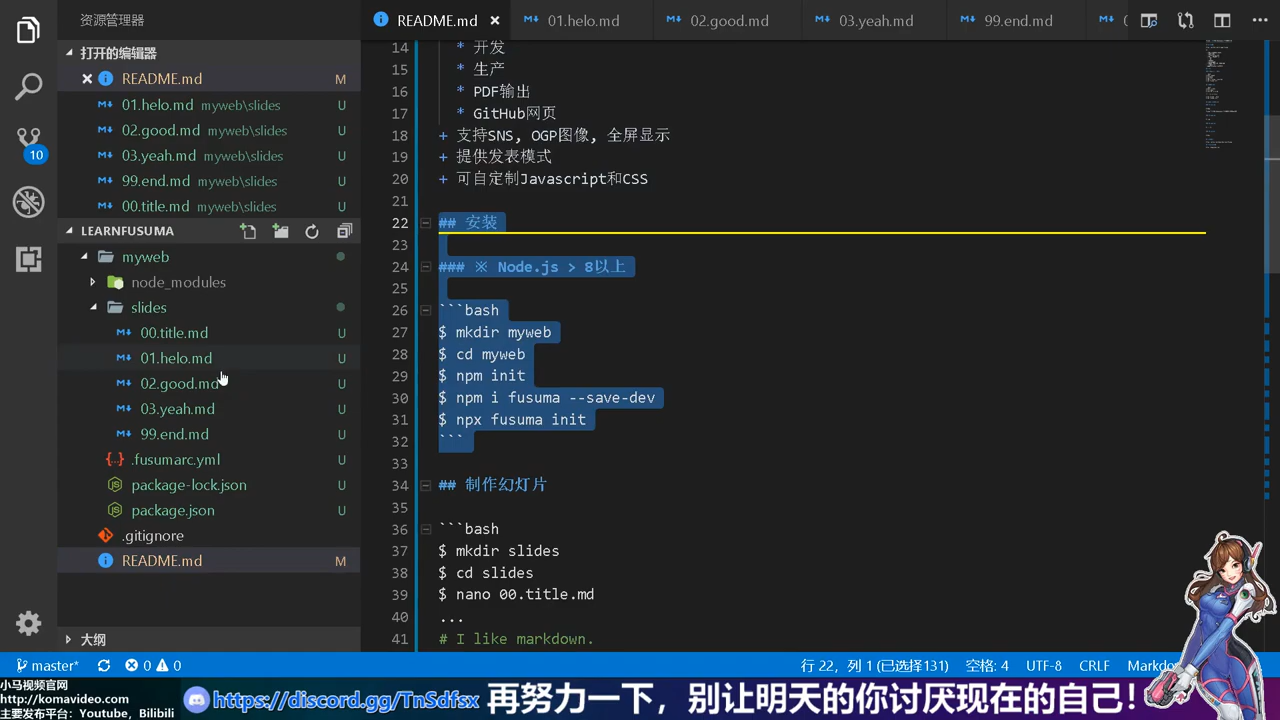 资源管理器
打开的编辑器
README.md M
01.helo.md myweb\slides U
02.good.md myweb\slides U
03.yeah.md myweb\slides U
99.end.md myweb\slides U
00.title.md myweb\slides U
10
LEARNFUSUMA
myweb
node_modules
slides
00.title.md U
01.helo.md U
02.good.md U
03.yeah.md U
99.end.md U
.fusumarc.yml U
package-lock.json U
package.json U
.gitignore
README.md M
大纲
README.md 01.helo.md 02.good.md 03.yeah.md 99.end.md
14 * 开发
15 * 生产
16 * PDF输出
17 * GitHub网页
18 + 支持SNS, OGP图像, 全屏显示
19 + 提供发表模式
20 + 可自定制Javascript和CSS
21
22 ## 安装
23
24 ### ※ Node.js > 8以上
25
26 ```bash
27 $ mkdir myweb
28 $ cd myweb
29 $ npm init
30 $ npm i fusuma --save-dev
31 $ npx fusuma init
32 ```
33
34 ## 制作幻灯片
35
36 ```bash
37 $ mkdir slides
38 $ cd slides
39 $ nano 00.title.md
40 ...
41 # I like markdown.
master* 0 0 行 22, 列 1 (已选择131) 空格: 4 UTF-8 CRLF
小马视频官网
http://komavideo.com
主要发布平台: Youtube, Bilibili
https://discord.gg/TnSdfsx 再努力一下，别让明天的你讨厌现在的自己！